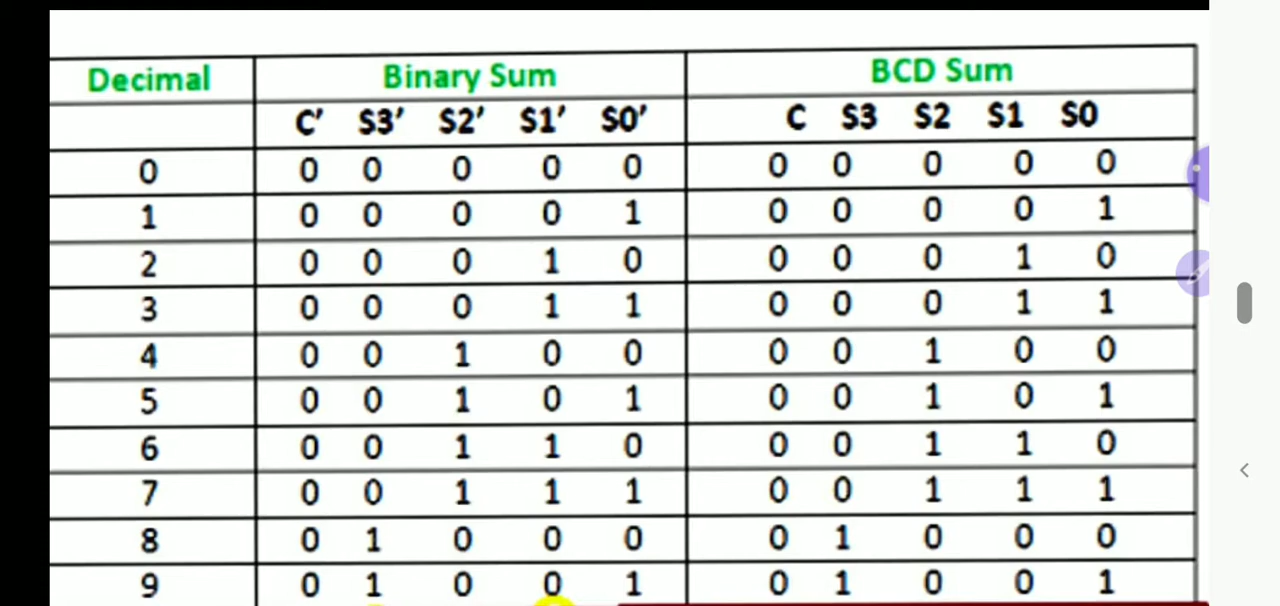 Decimal Binary Sum BCD Sum
C' S3' S2' S1' S0' C S3 S2 S1 S0
0 0 0 0 0 0 0 0 0 0 0
1 0 0 0 0 1 0 0 0 0 1
2 0 0 0 1 0 0 0 0 1 0
3 0 0 0 1 1 0 0 0 1 1
4 0 0 1 0 0 0 0 1 0 0
5 0 0 1 0 1 0 0 1 0 1
6 0 0 1 1 0 0 0 1 1 0
7 0 0 1 1 1 0 0 1 1 1
8 0 1 0 0 0 0 1 0 0 0
9 0 1 0 0 1 0 1 0 0 1